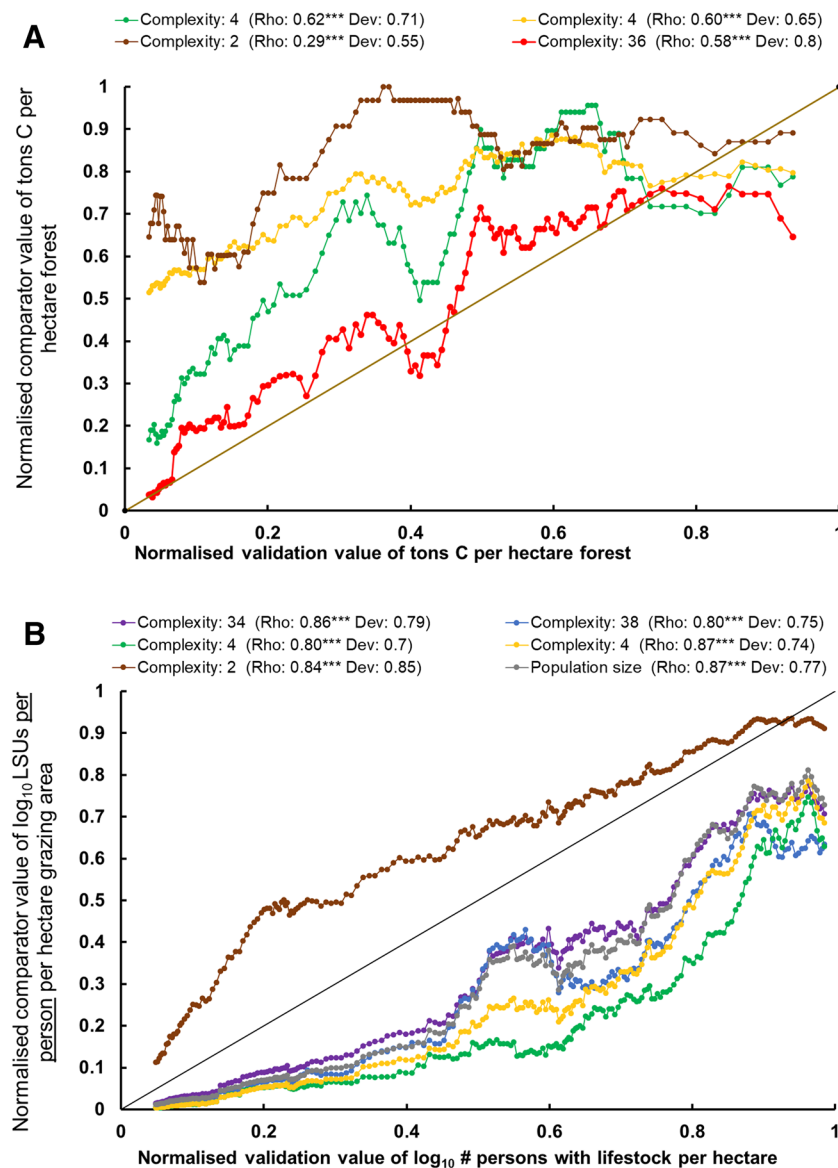 A
Complexity: 4 (Rho: 0.62*** Dev: 0.71)
Complexity: 4 (Rho: 0.60*** Dev: 0.65)
Complexity: 2 (Rho: 0.29*** Dev: 0.55)
Complexity: 36 (Rho: 0.58*** Dev: 0.8)
Normalised comparator value of tons C per
hectare forest
1
0.9
0.8
0.7
0.6
0.5
0.4
0.3
0.2
0.1
0
0 0.2 0.4 0.6 0.8 1
Normalised validation value of tons C per hectare forest
B
Complexity: 34 (Rho: 0.86*** Dev: 0.79)
Complexity: 38 (Rho: 0.80*** Dev: 0.75)
Complexity: 4 (Rho: 0.80*** Dev: 0.7)
Complexity: 4 (Rho: 0.87*** Dev: 0.74)
Complexity: 2 (Rho: 0.84*** Dev: 0.85)
Population size (Rho: 0.87*** Dev: 0.77)
Normalised comparator value of log10 LSUs per
person per hectare grazing area
1
0.9
0.8
0.7
0.6
0.5
0.4
0.3
0.2
0.1
0
0 0.2 0.4 0.6 0.8 1
Normalised validation value of log10 # persons with lifestock per hectare